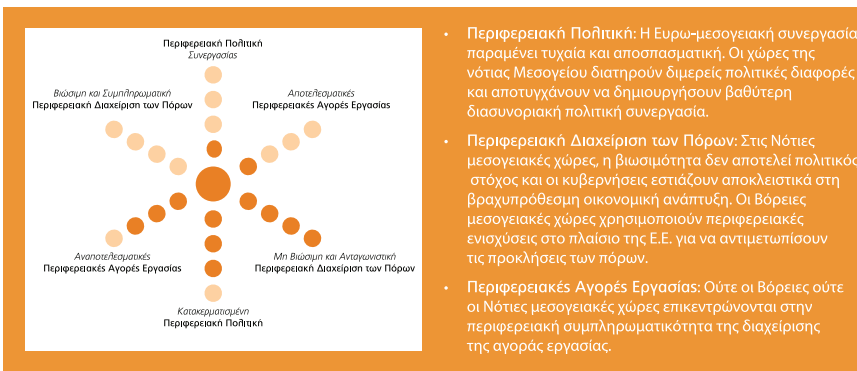 Περιφερειακή Πολιτική
Συνεργασίας
Βιώσιμη και Συμπληρωματική
Περιφερειακή Διαχείριση των Πόρων
Αποτελεσματικές
Περιφερειακές Αγορές Εργασίας
Αναποτελεσματικές
Περιφερειακές Αγορές Εργασίας
Μη Βιώσιμη και Ανταγωνιστική
Περιφερειακή Διαχείριση των Πόρων
Κατακερματισμένη
Περιφερειακή Πολιτική
• Περιφερειακή Πολιτική: Η Ευρω-μεσογειακή συνεργασία
παραμένει τυχαία και αποσπασματική. Οι χώρες της
νότιας Μεσογείου διατηρούν διμερείς πολιτικές διαφορές
και αποτυγχάνουν να δημιουργήσουν βαθύτερη
διασυνοριακή πολιτική συνεργασία.
• Περιφερειακή Διαχείριση των Πόρων: Στις Νότιες
μεσογειακές χώρες, η βιωσιμότητα δεν αποτελεί πολιτικός
στόχος και οι κυβερνήσεις εστιάζουν αποκλειστικά στη
βραχυπρόθεσμη οικονομική ανάπτυξη. Οι Βόρειες
μεσογειακές χώρες χρησιμοποιούν περιφερειακές
ενισχύσεις στο πλαίσιο της Ε.Ε. για να αντιμετωπίσουν
τις προκλήσεις των πόρων.
• Περιφερειακές Αγορές Εργασίας: Ούτε οι Βόρειες ούτε
οι Νότιες μεσογειακές χώρες επικεντρώνονται στην
περιφερειακή συμπληρωματικότητα της διαχείρισης
της αγοράς εργασίας.